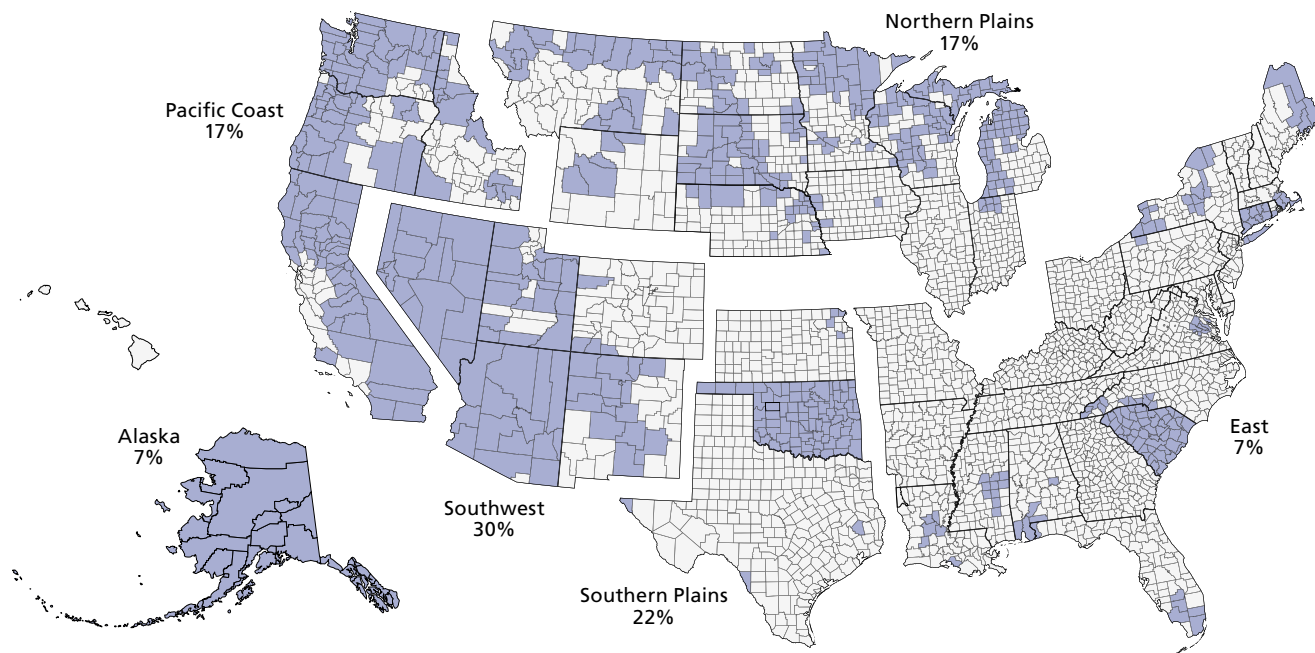 Northern Plains
17%
Pacific Coast
17%
Alaska
7%
East
7%
Southwest
30%
Southern Plains
22%